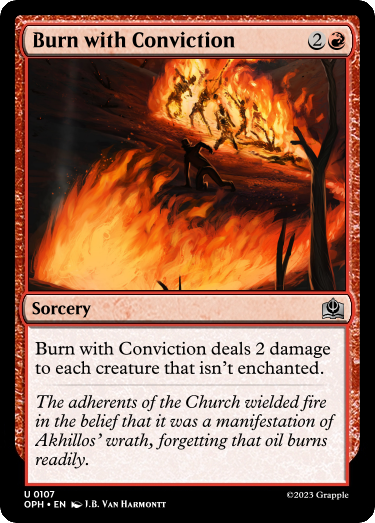 Burn with Conviction 2
Sorcery
Burn with Conviction deals 2 damage
to each creature that isn't enchanted.
The adherents of the Church wielded fire
in the belief that it was a manifestation of
Akhillos' wrath, forgetting that oil burns
readily.
U 0107
OPH • EN J.B. Van Harmontt
©2023 Grapple